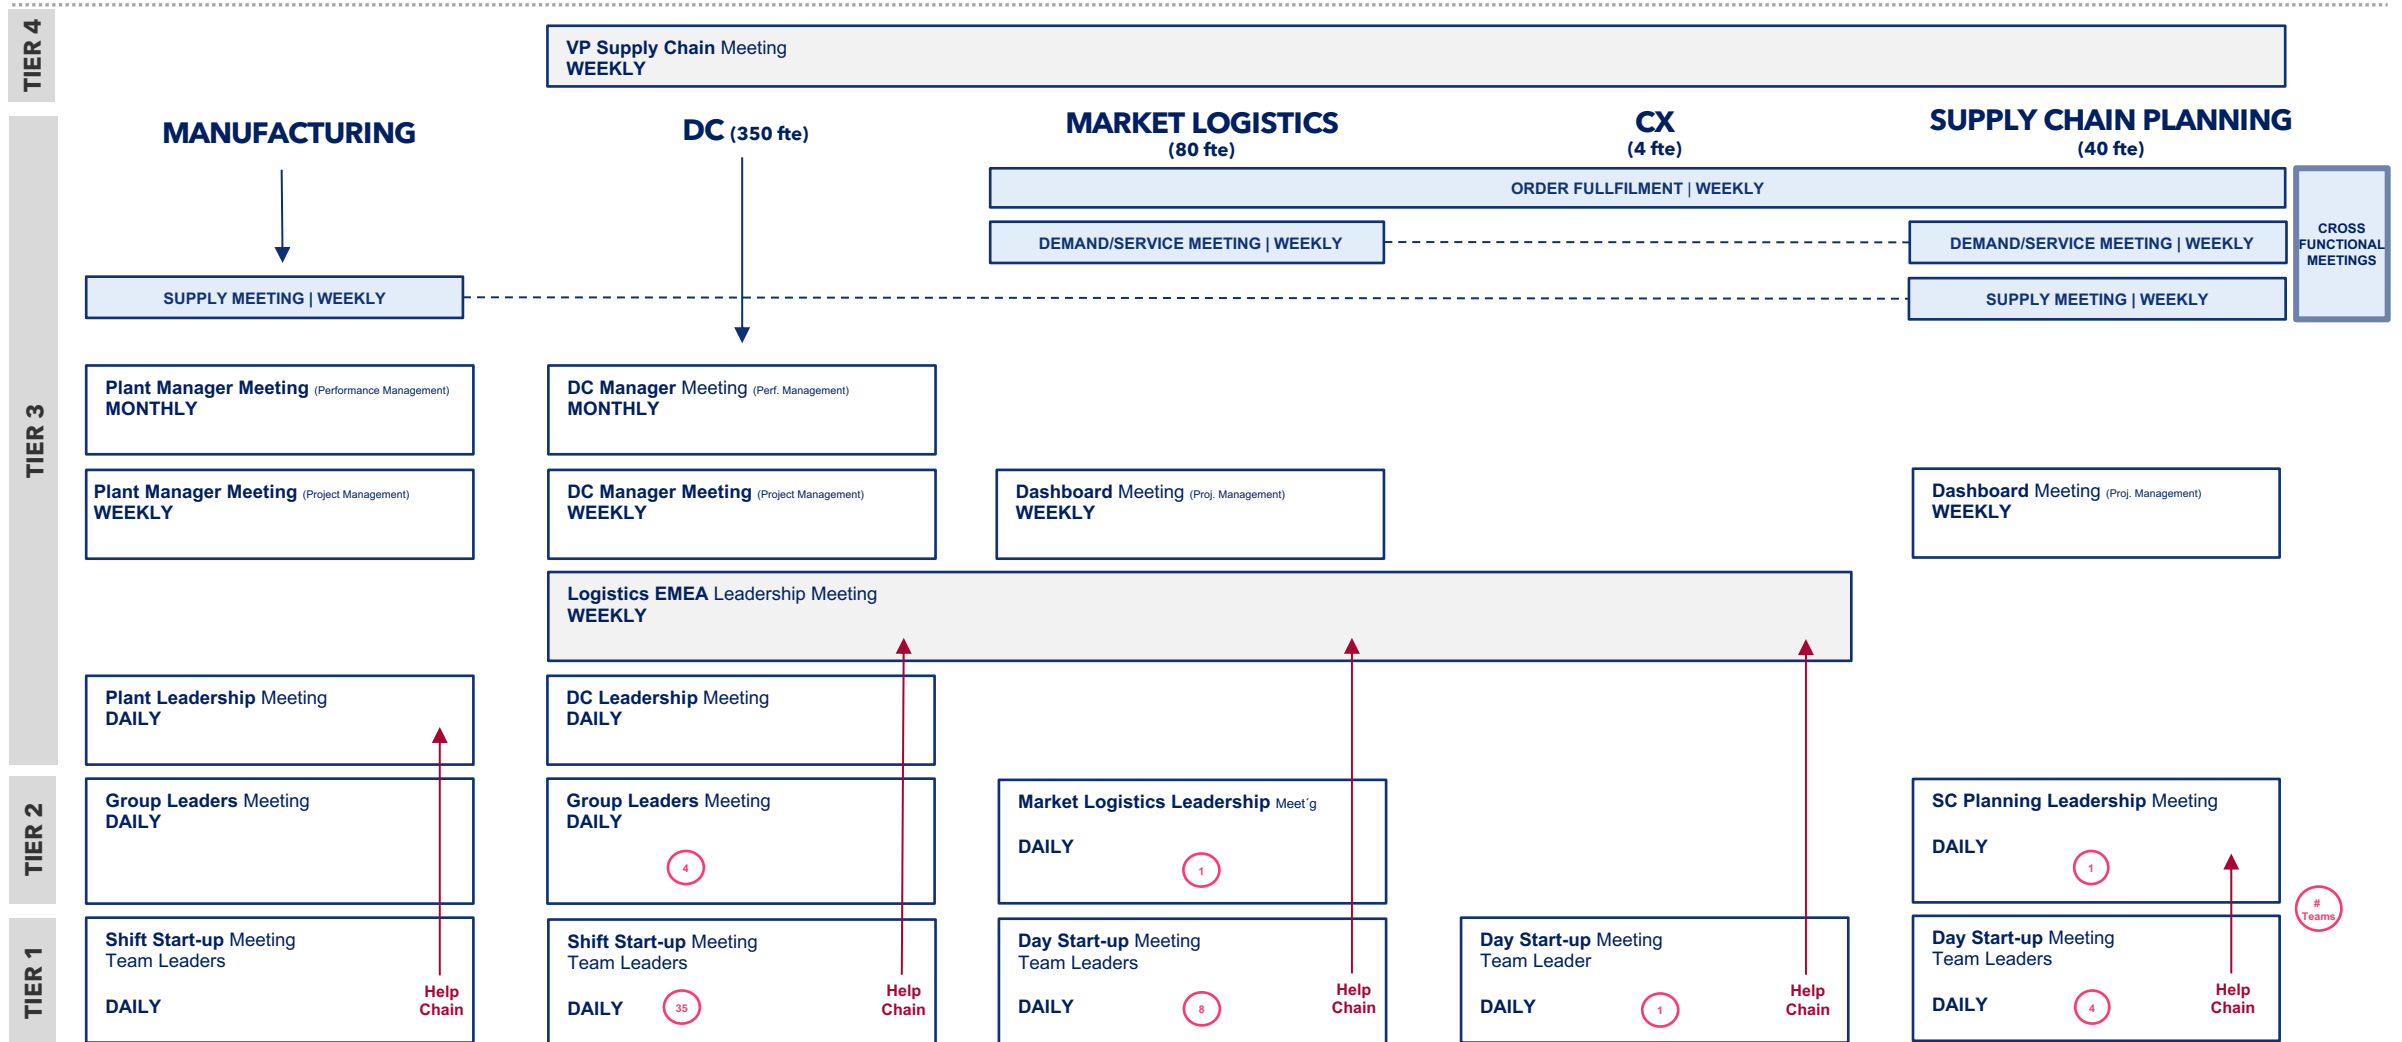 TIER 4
VP Supply Chain Meeting
WEEKLY
TIER 3
MANUFACTURING
DC (350 fte)
MARKET LOGISTICS
(80 fte)
CX
(4 fte)
SUPPLY CHAIN PLANNING
(40 fte)
ORDER FULLFILMENT | WEEKLY
DEMAND/SERVICE MEETING | WEEKLY
DEMAND/SERVICE MEETING | WEEKLY
CROSS
FUNCTIONAL
MEETINGS
SUPPLY MEETING | WEEKLY
SUPPLY MEETING | WEEKLY
Plant Manager Meeting (Performance Management)
MONTHLY
DC Manager Meeting (Perf. Management)
MONTHLY
Plant Manager Meeting (Project Management)
WEEKLY
DC Manager Meeting (Project Management)
WEEKLY
Dashboard Meeting (Proj. Management)
WEEKLY
Dashboard Meeting (Proj. Management)
WEEKLY
Logistics EMEA Leadership Meeting
WEEKLY
Plant Leadership Meeting
DAILY
DC Leadership Meeting
DAILY
TIER 2
Group Leaders Meeting
DAILY
Group Leaders Meeting
DAILY
4
Market Logistics Leadership Meet´g
DAILY
1
SC Planning Leadership Meeting
DAILY
1
#
Teams
TIER 1
Shift Start-up Meeting
Team Leaders
DAILY
Help
Chain
Shift Start-up Meeting
Team Leaders
DAILY
35
Help
Chain
Day Start-up Meeting
Team Leaders
DAILY
8
Help
Chain
Day Start-up Meeting
Team Leader
DAILY
1
Help
Chain
Day Start-up Meeting
Team Leaders
DAILY
4
Help
Chain